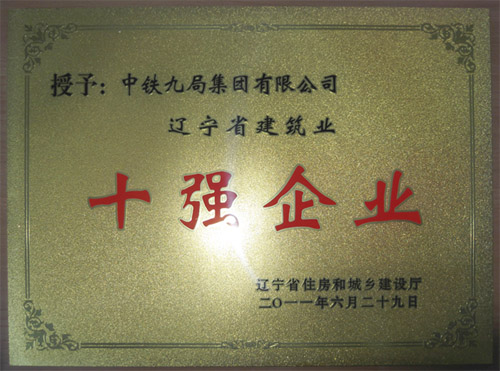 授予：中铁九局集团有限公司
辽宁省建筑业
十强企业
辽宁省住房和城乡建设厅
二〇一一年六月二十九日